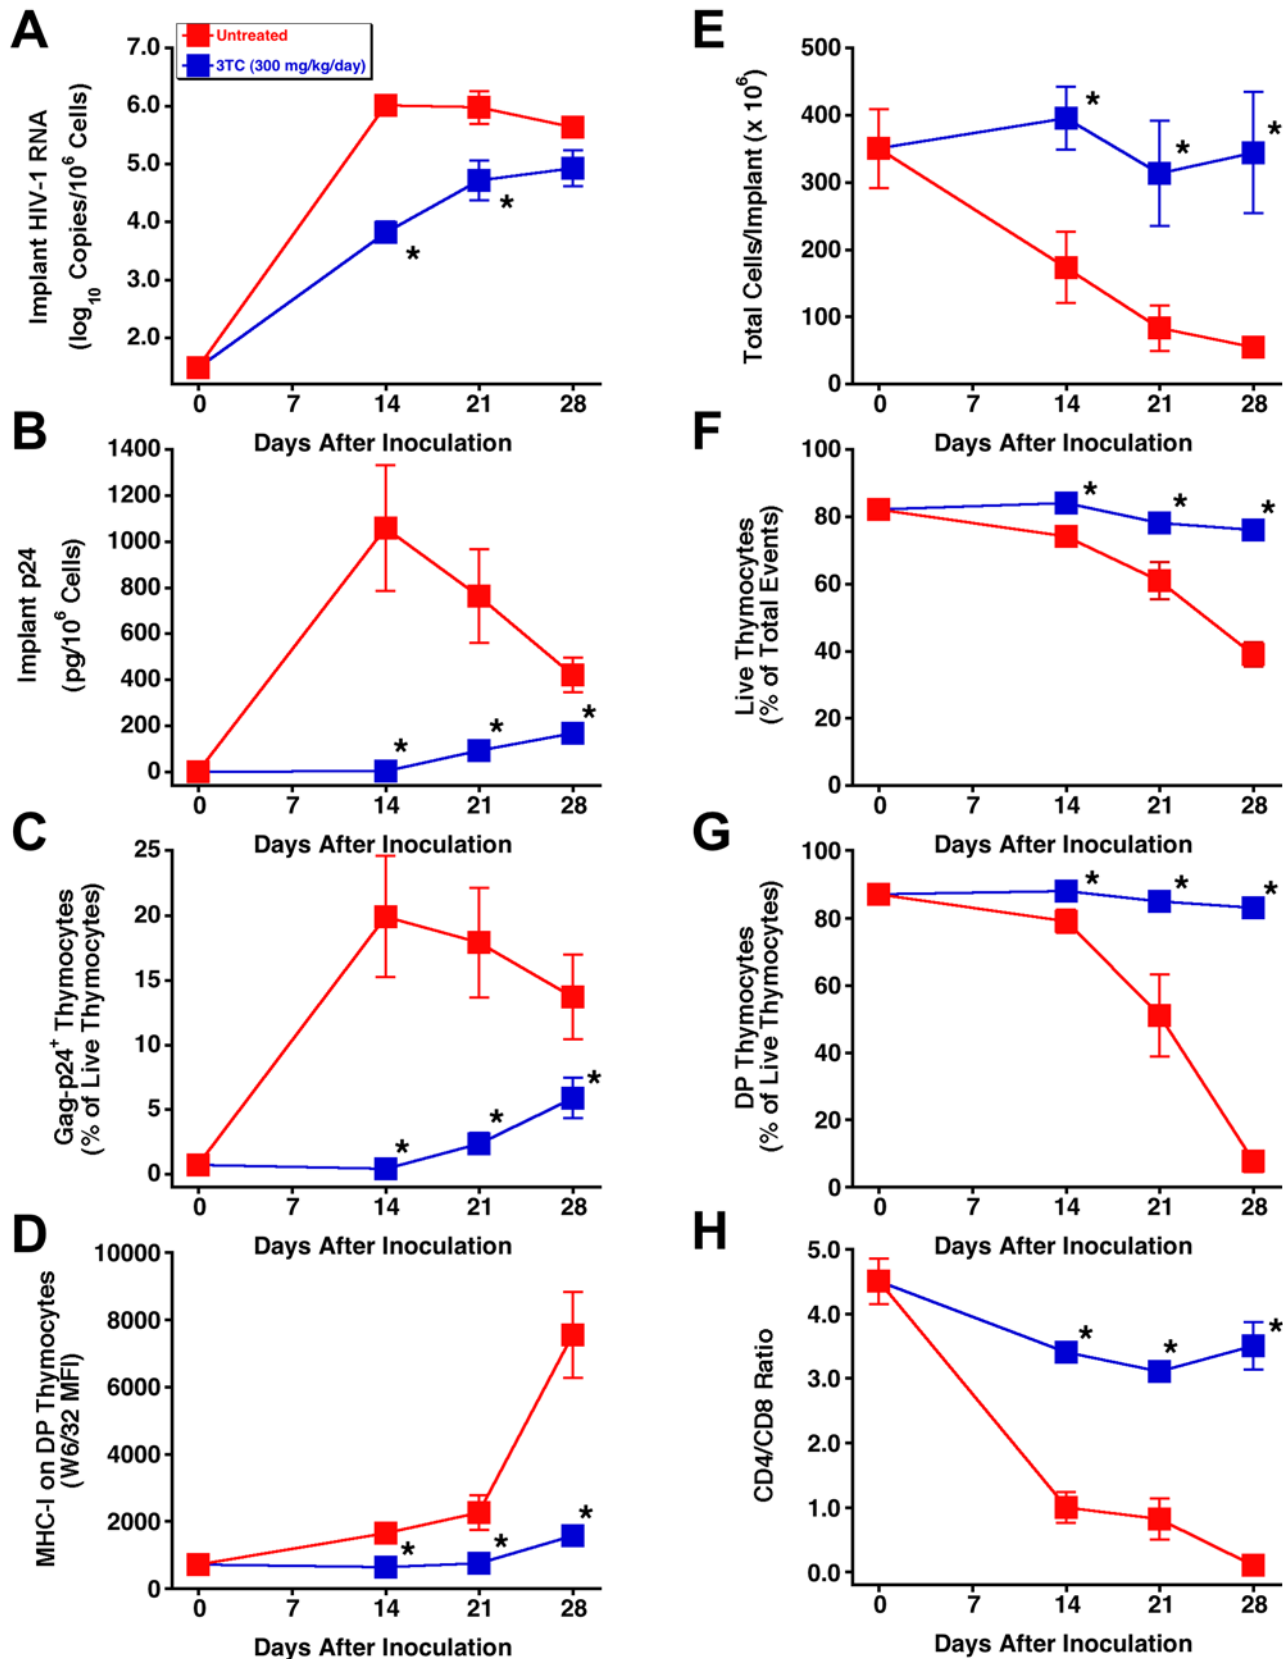 A
Untreated
3TC (300 mg/kg/day)
Implant HIV-1 RNA
(log10 Copies/10^6 Cells)
7.0
6.0
5.0
4.0
3.0
2.0
*
*
0 7 14 21 28
Days After Inoculation
B
Implant p24
(pg/10^6 Cells)
1400
1200
1000
800
600
400
200
0
*
*
*
0 7 14 21 28
Days After Inoculation
C
Gag-p24+ Thymocytes
(% of Live Thymocytes)
25
20
15
10
5
0
*
*
*
0 7 14 21 28
Days After Inoculation
D
MHC-I on DP Thymocytes
(W6/32 MFI)
10000
8000
6000
4000
2000
0
*
*
*
0 7 14 21 28
Days After Inoculation
E
Total Cells/Implant (x 10^6)
500
400
300
200
100
0
*
*
*
0 7 14 21 28
Days After Inoculation
F
Live Thymocytes
(% of Total Events)
100
80
60
40
20
0
*
*
*
0 7 14 21 28
Days After Inoculation
G
DP Thymocytes
(% of Live Thymocytes)
100
80
60
40
20
0
*
*
*
0 7 14 21 28
Days After Inoculation
H
CD4/CD8 Ratio
5.0
4.0
3.0
2.0
1.0
0.0
*
*
*
0 7 14 21 28
Days After Inoculation